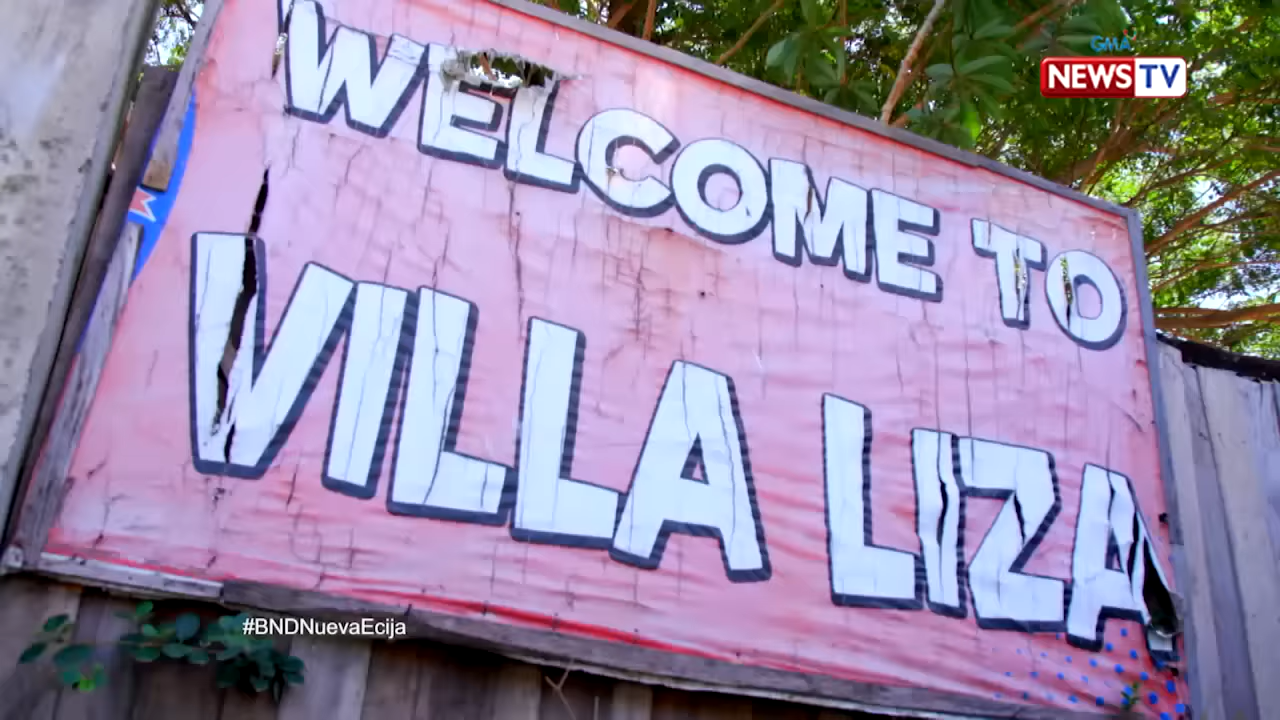 GMA
NEWS TV
WELCOME TO
VILLA LIZA
#BNDNuevaEcija